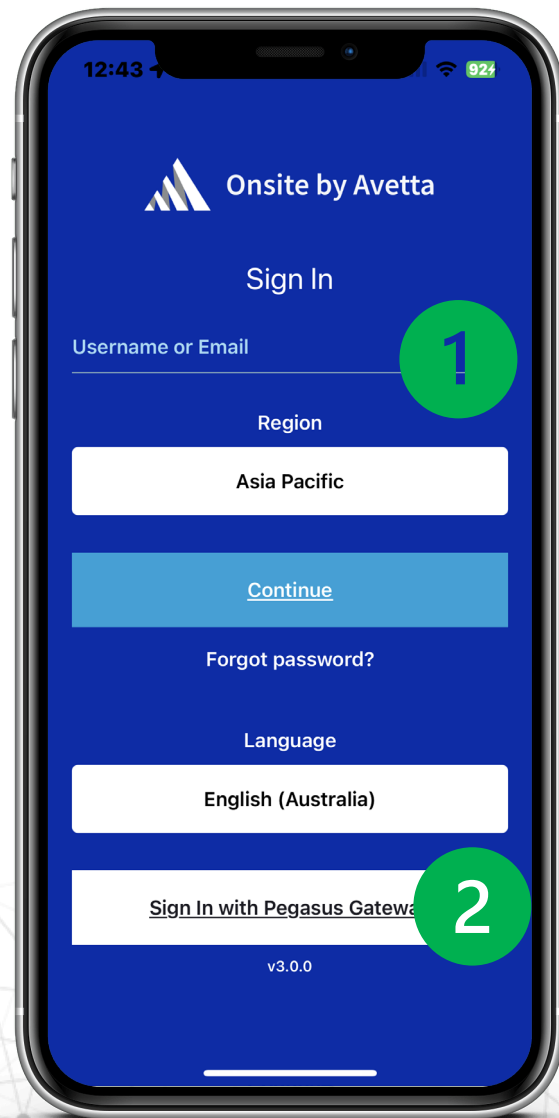 12:43
92
Onsite by Avetta
Sign In
Username or Email
1
Region
Asia Pacific
Continue
Forgot password?
Language
English (Australia)
Sign In with Pegasus Gatewa
2
v3.0.0